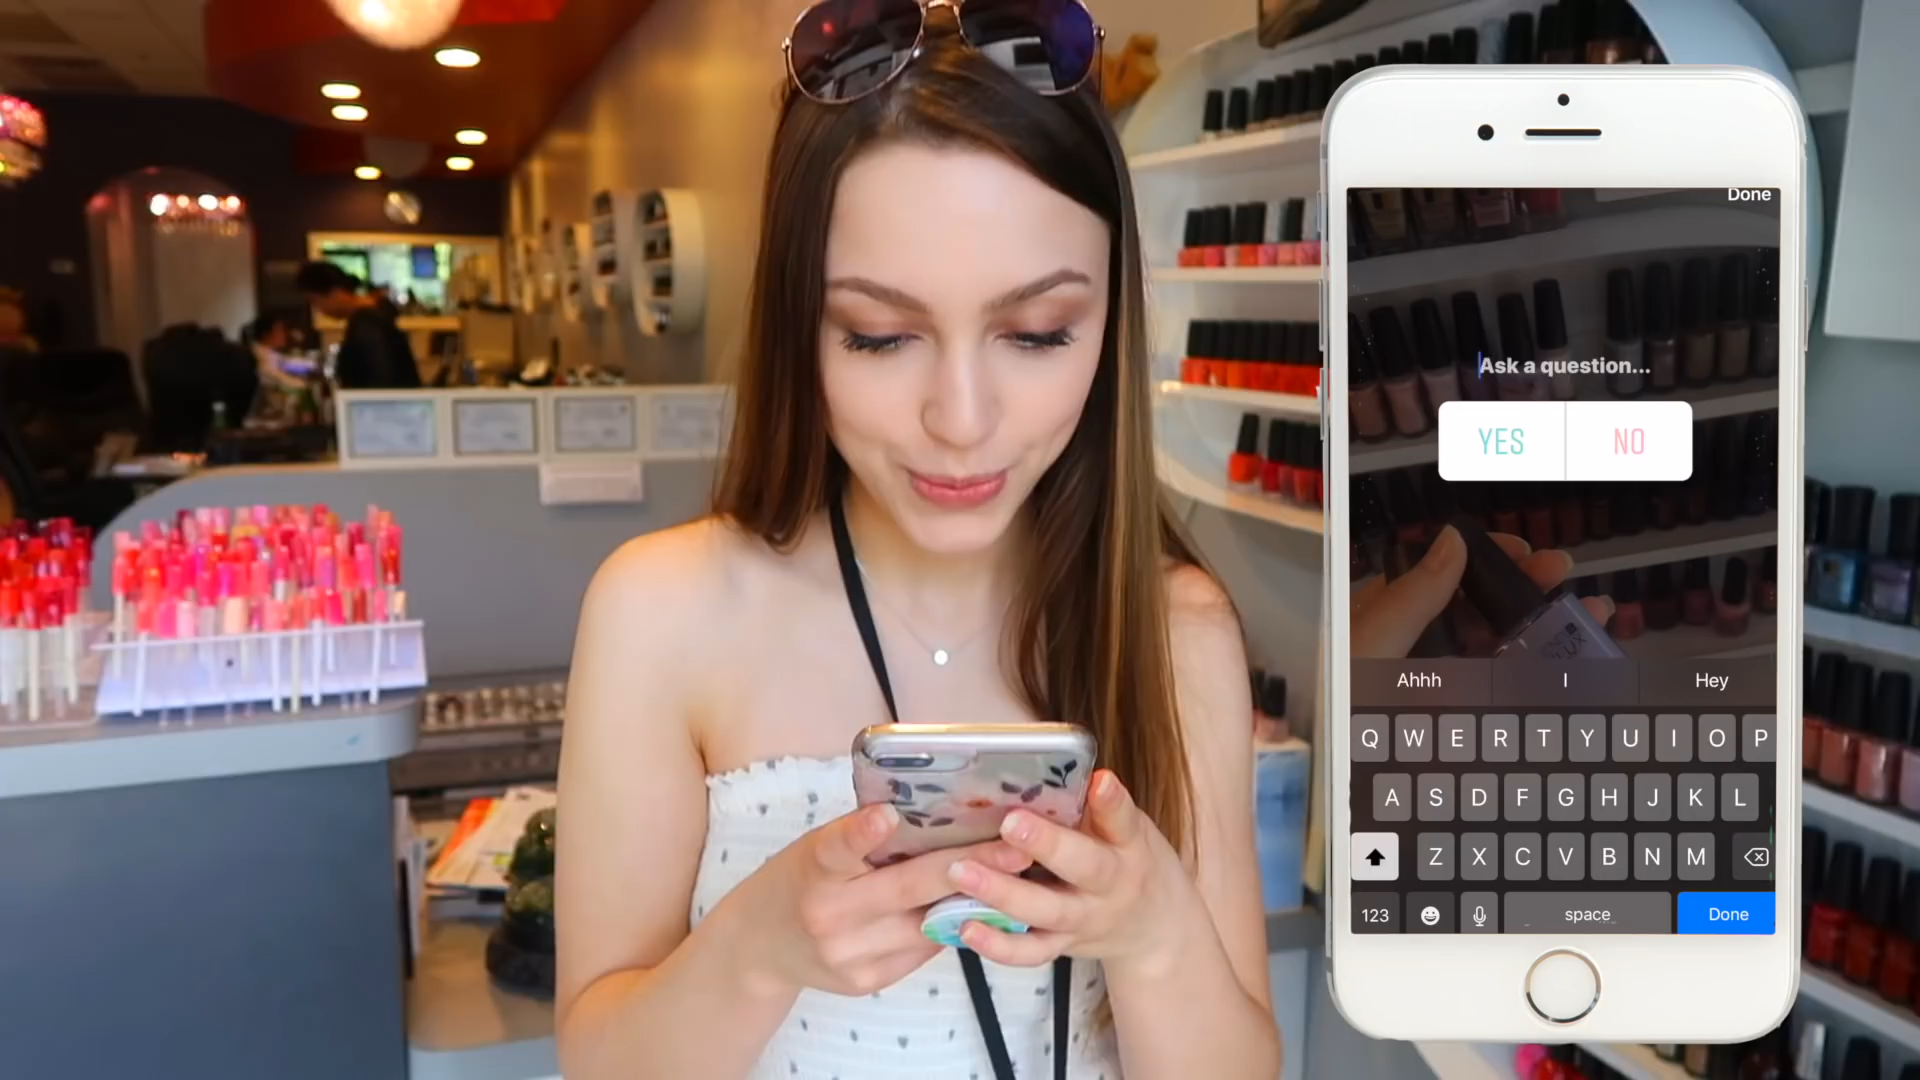 Done
Ask a question...
YES NO
Ahhh I Hey
Q W E R T Y U I O P
A S D F G H J K L
Z X C V B N M
123 space Done